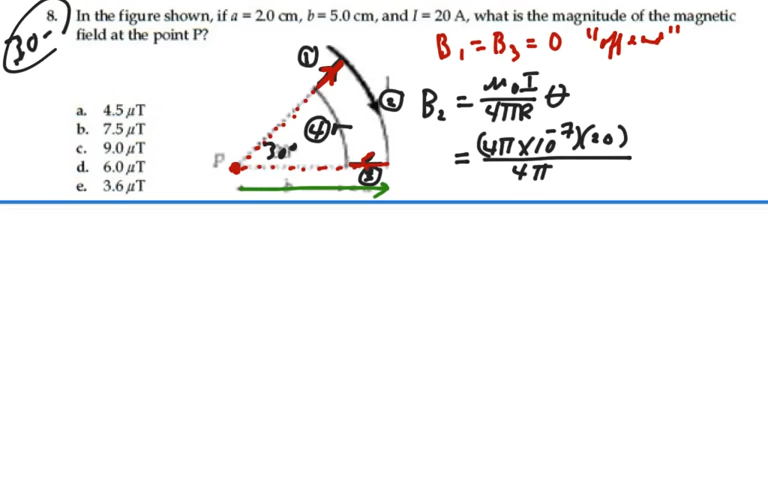 8. In the figure shown, if a = 2.0 cm, b = 5.0 cm, and I = 20 A, what is the magnitude of the magnetic
field at the point P?
30°
a. 4.5 μT
b. 7.5 μT
c. 9.0 μT
d. 6.0 μT
e. 3.6 μT
①
②
④
30°
P
③
b
B₁ = B₃ = 0
B₂ = μ₀I/4πR θ
= (4π×10⁻⁷)(20)/4π